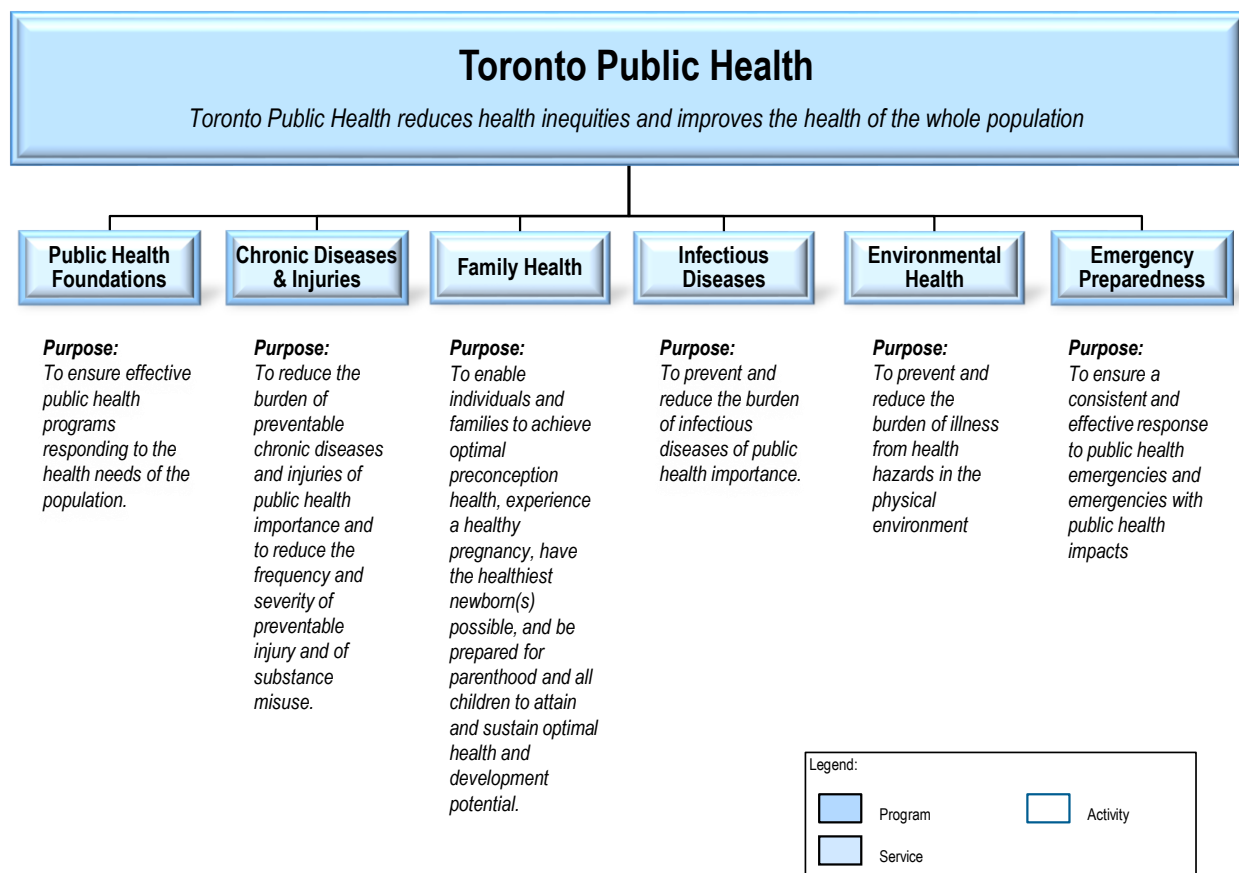 Toronto Public Health
Toronto Public Health reduces health inequities and improves the health of the whole population
Public Health
Foundations
Chronic Diseases
& Injuries
Family Health
Infectious
Diseases
Environmental
Health
Emergency
Preparedness
Purpose:
To ensure effective
public health
programs
responding to the
health needs of the
population.
Purpose:
To reduce the
burden of
preventable
chronic diseases
and injuries of
public health
importance and
to reduce the
frequency and
severity of
preventable
injury and of
substance
misuse.
Purpose:
To enable
individuals and
families to achieve
optimal
preconception
health, experience
a healthy
pregnancy, have
the healthiest
newborn(s)
possible, and be
prepared for
parenthood and all
children to attain
and sustain optimal
health and
development
potential.
Purpose:
To prevent and
reduce the burden
of infectious
diseases of public
health importance.
Purpose:
To prevent and
reduce the
burden of illness
from health
hazards in the
physical
environment
Purpose:
To ensure a
consistent and
effective response
to public health
emergencies and
emergencies with
public health
impacts
Legend:
Program
Activity
Service